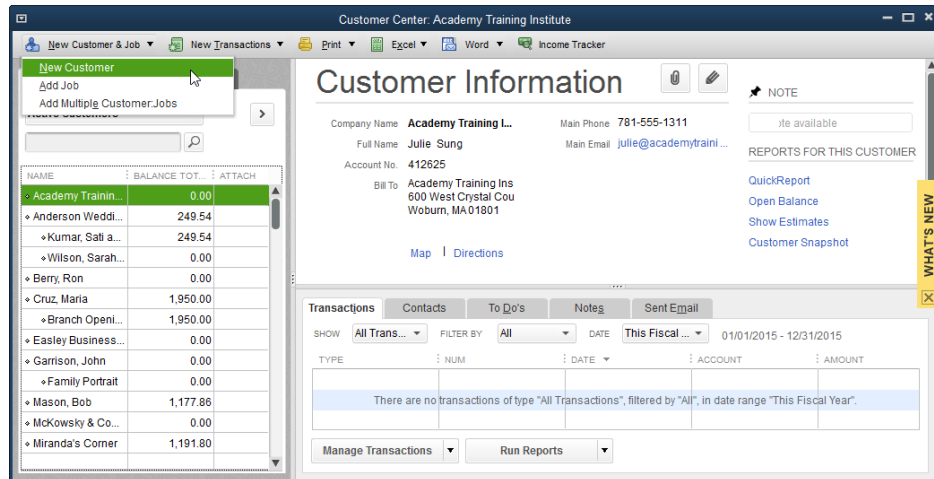 Customer Center: Academy Training Institute
New Customer & Job New Transactions Print Excel Word Income Tracker
New Customer
Add Job
Add Multiple Customer:Jobs
NAME BALANCE TOT... ATTACH
Academy Trainin... 0.00
Anderson Weddi... 249.54
Kumar, Sati a... 249.54
Wilson, Sarah... 0.00
Berry, Ron 0.00
Cruz, Maria 1,950.00
Branch Openi... 1,950.00
Easley Business... 0.00
Garrison, John 0.00
Family Portrait 0.00
Mason, Bob 1,177.86
McKowsky & Co... 0.00
Miranda's Corner 1,191.80
Customer Information
Company Name Academy Training I... Main Phone 781-555-1311
Full Name Julie Sung Main Email julie@academytraini ...
Account No. 412625
Bill To Academy Training Ins
600 West Crystal Cou
Woburn, MA 01801
Map | Directions
NOTE
ote available
REPORTS FOR THIS CUSTOMER
QuickReport
Open Balance
Show Estimates
Customer Snapshot
WHAT'S NEW
Transactions Contacts To Do's Notes Sent Email
SHOW All Trans... FILTER BY All DATE This Fiscal ... 01/01/2015 - 12/31/2015
TYPE NUM DATE ACCOUNT AMOUNT
There are no transactions of type "All Transactions", filtered by "All", in date range "This Fiscal Year".
Manage Transactions Run Reports